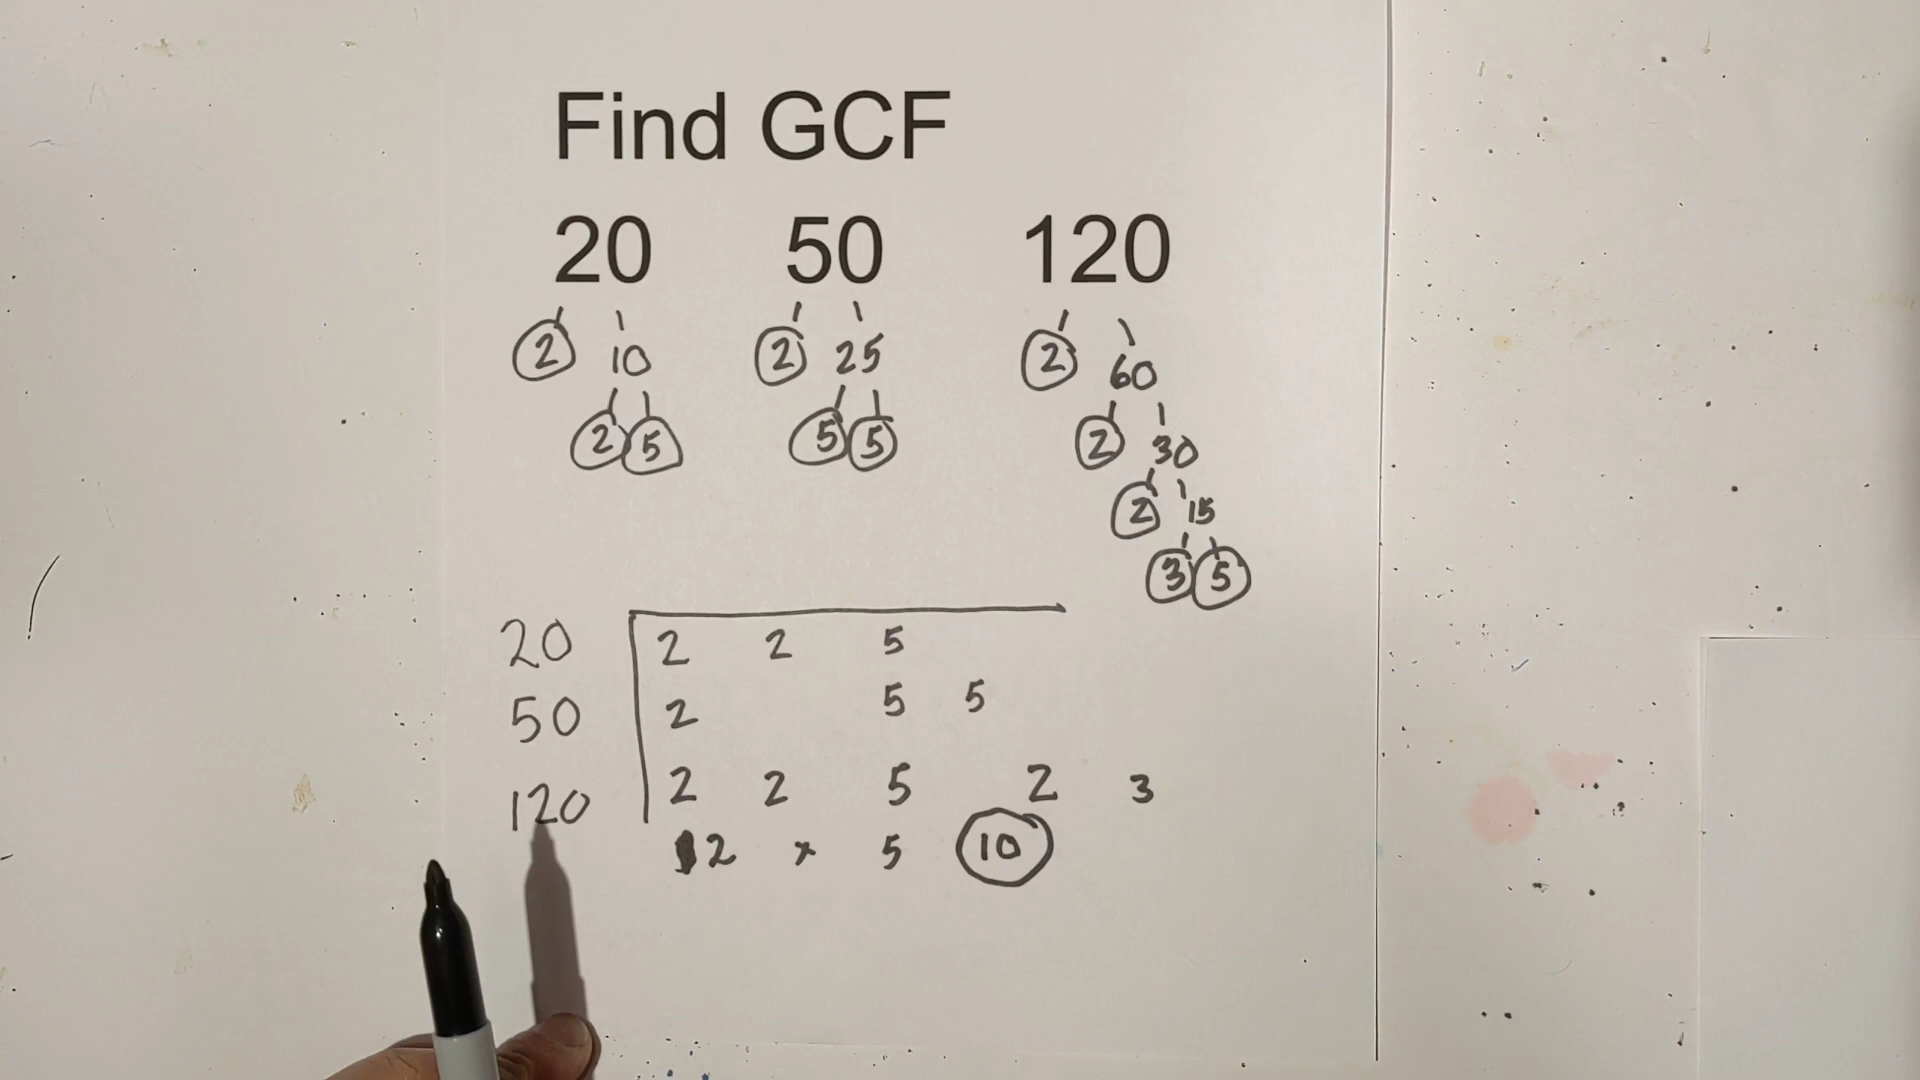 Find GCF
20 50 120
2 10 2 25 2 60
2 5 5 5 2 30
2 15
3 5
20 2 2 5
50 2 5 5
120 2 2 5 2 3
2 x 5 10